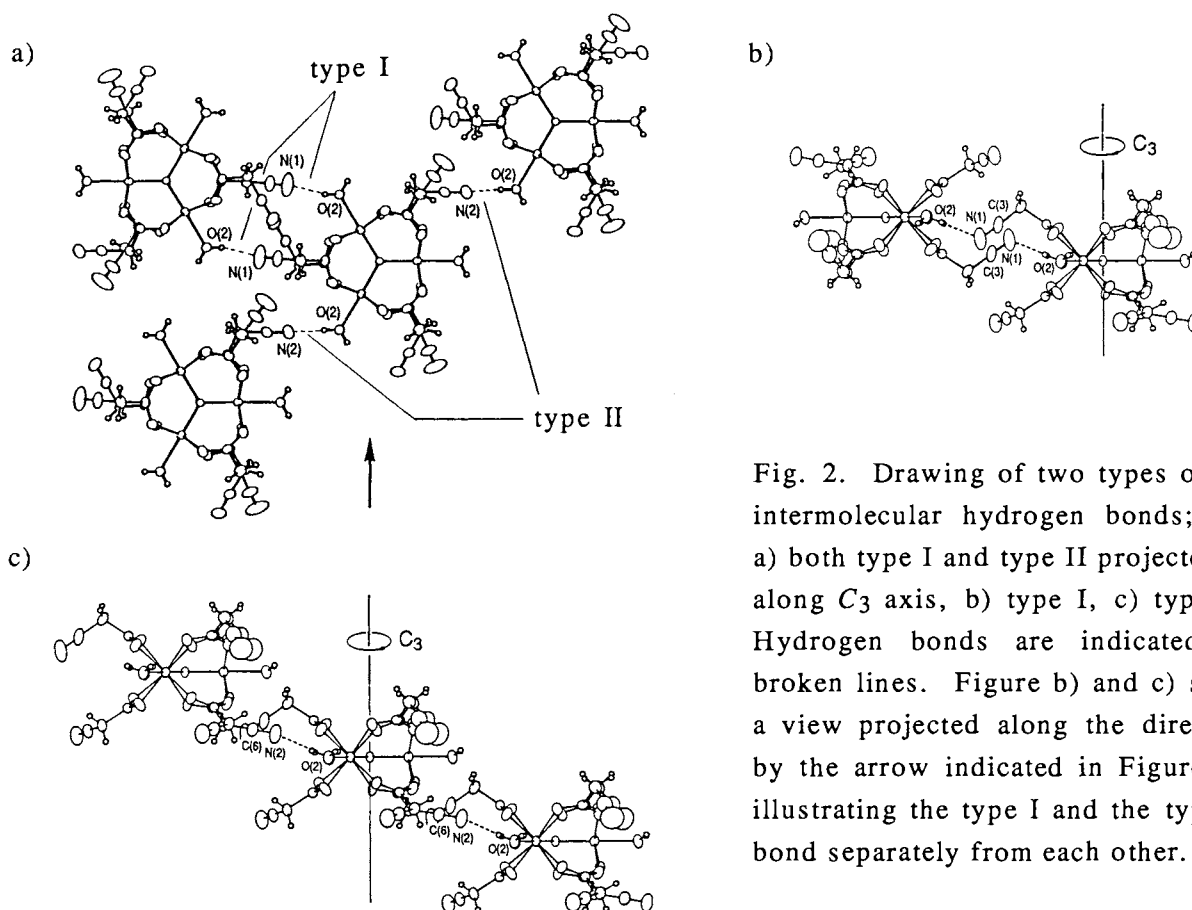 a)
type I
N(1)
O(2)
O(2)
N(1)
N(2)
O(2)
O(2)
N(2)
type II
b)
C3
O(2)
N(1)
C(3)
N(1)
C(3)
O(2)
c)
C3
C(6)
N(2)
O(2)
C(6)
N(2)
O(2)
Fig. 2. Drawing of two types o
intermolecular hydrogen bonds;
a) both type I and type II projecte
along C3 axis, b) type I, c) typ
Hydrogen bonds are indicated
broken lines. Figure b) and c) s
a view projected along the dire
by the arrow indicated in Figur
illustrating the type I and the typ
bond separately from each other.